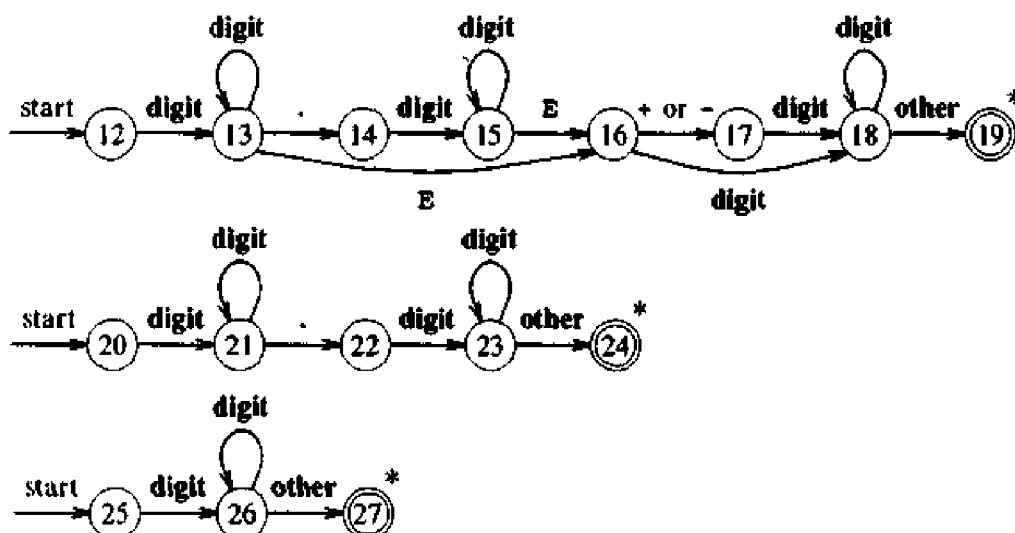 digit digit digit
start digit . digit E + or - digit other *
12 13 14 15 16 17 18 19
E digit
digit digit
start digit . digit other *
20 21 22 23 24
digit
start digit other *
25 26 27